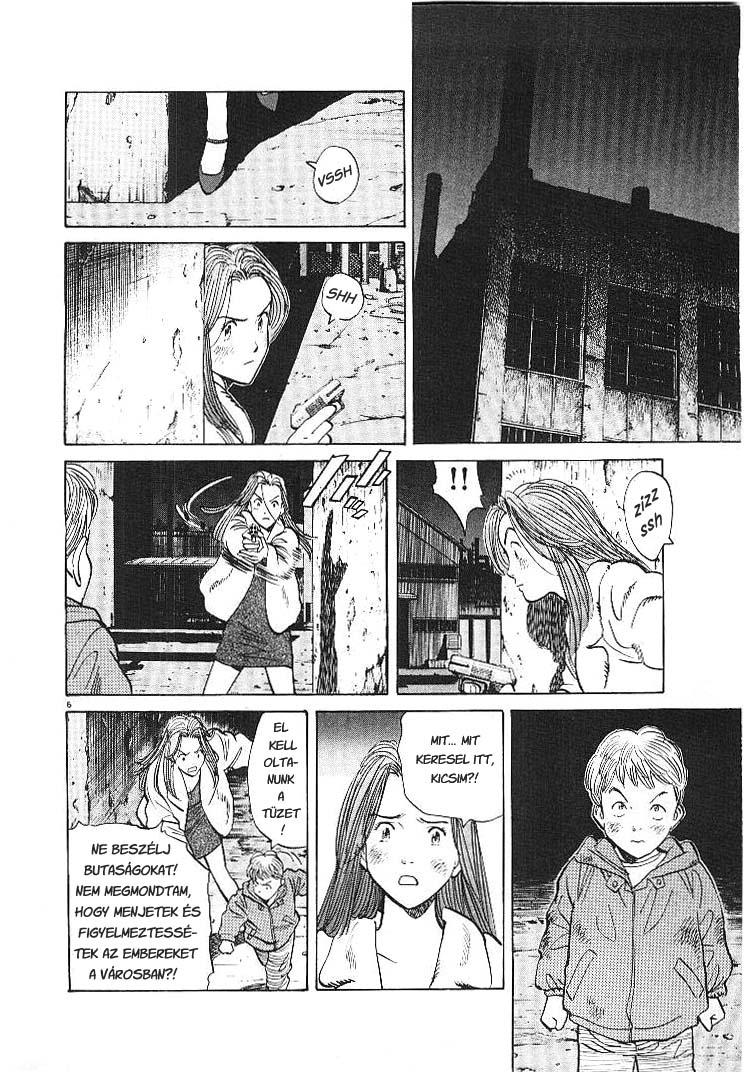 VSSH
SHH
zizz
ssh
!!
MIT... MIT
KERESEL ITT,
KICSIM?!
EL
KELL
OLTA-
NUNK
A
TÜZET
!
NE BESZÉLJ
BUTASÁGOKAT!
NEM MEGMONDTAM,
HOGY MENJETEK ÉS
FIGYELMEZTESSÉ-
TEK AZ EMBEREKET
A VÁROSBAN?!
6